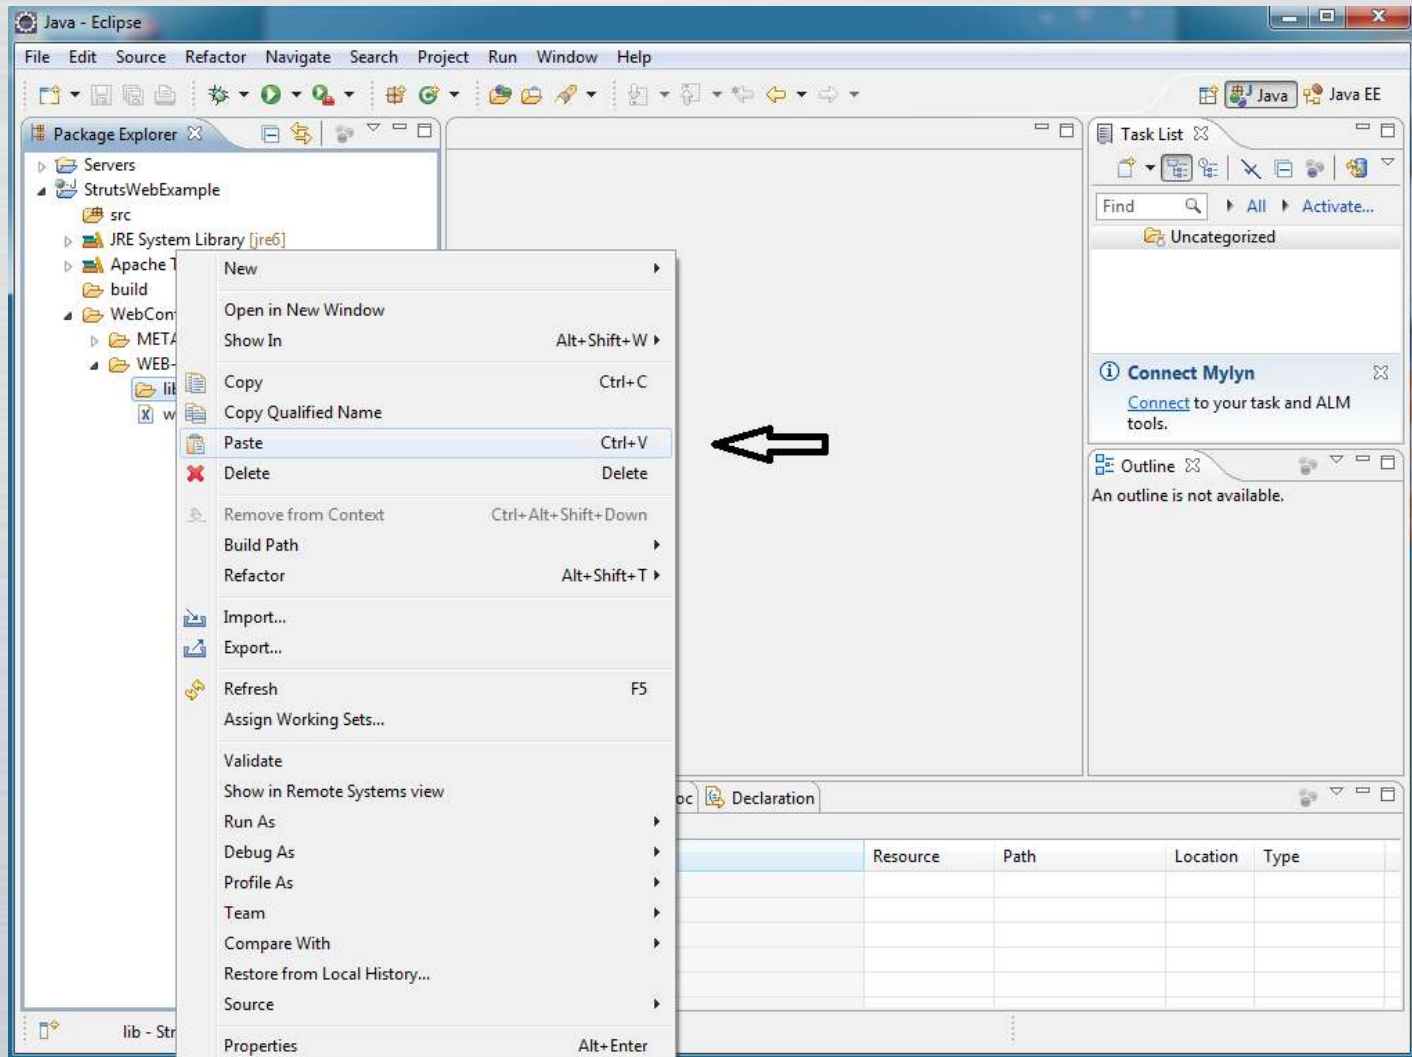 Java - Eclipse
File Edit Source Refactor Navigate Search Project Run Window Help
Java Java EE
Package Explorer
Servers
StrutsWebExample
src
JRE System Library [jre6]
Apache T
build
WebCon
META
WEB-
lib
w
New
Open in New Window
Show In Alt+Shift+W
Copy Ctrl+C
Copy Qualified Name
Paste Ctrl+V
Delete Delete
Remove from Context Ctrl+Alt+Shift+Down
Build Path
Refactor Alt+Shift+T
Import...
Export...
Refresh F5
Assign Working Sets...
Validate
Show in Remote Systems view
Run As
Debug As
Profile As
Team
Compare With
Restore from Local History...
Source
Properties Alt+Enter
Task List
Find All Activate...
Uncategorized
Connect Mylyn
Connect to your task and ALM
tools.
Outline
An outline is not available.
oc Declaration
Resource Path Location Type
lib - Str